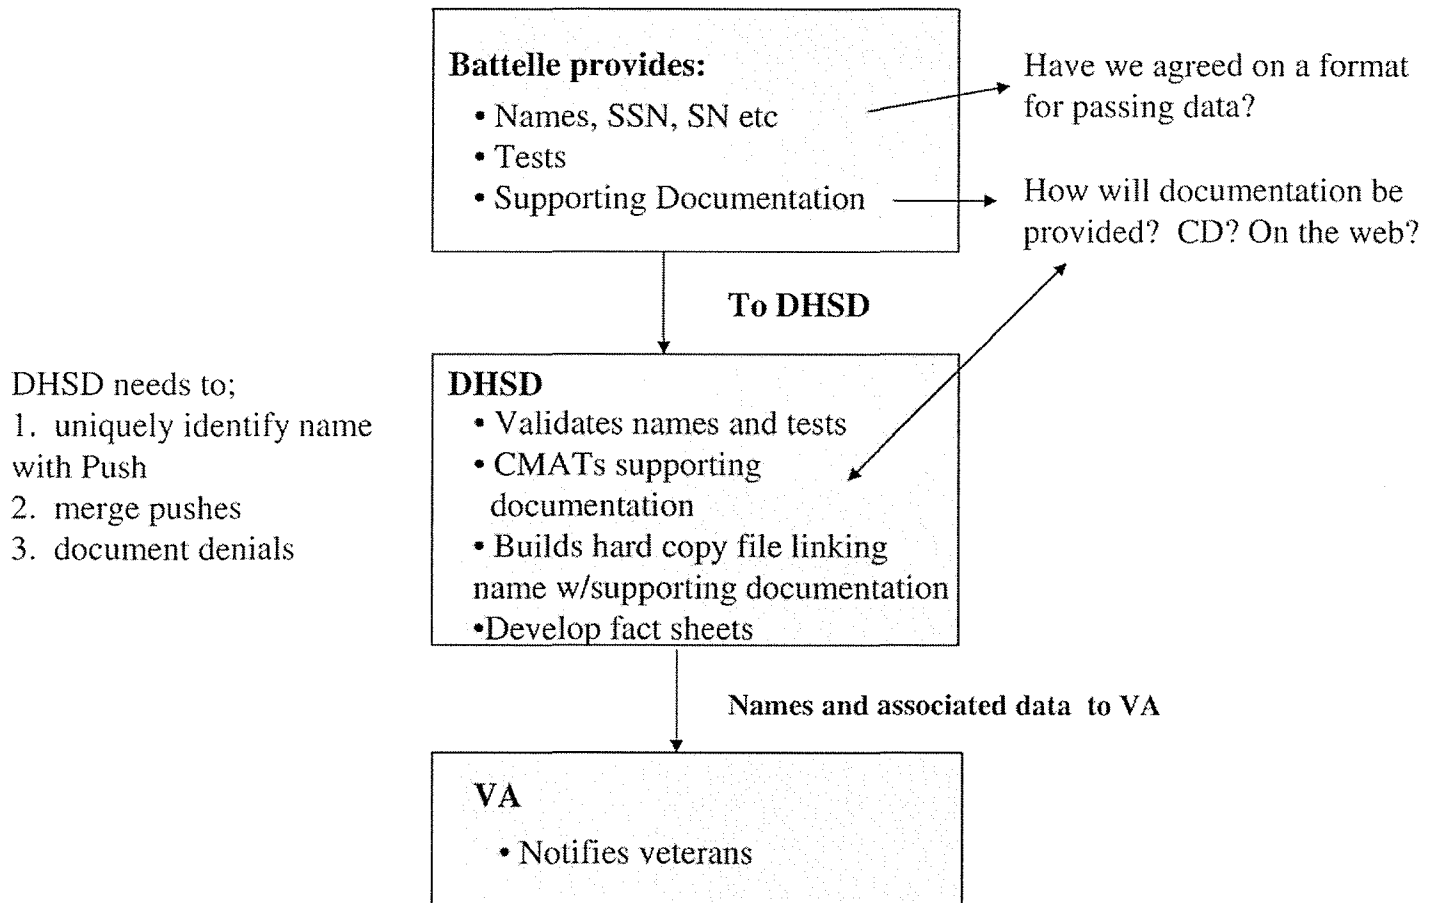 Battelle provides:
• Names, SSN, SN etc
• Tests
• Supporting Documentation
Have we agreed on a format
for passing data?
How will documentation be
provided?  CD?  On the web?
To DHSD
DHSD needs to;
1.  uniquely identify name
with Push
2.  merge pushes
3.  document denials
DHSD
• Validates names and tests
• CMATs supporting
documentation
• Builds hard copy file linking
name w/supporting documentation
•Develop fact sheets
Names and associated data  to VA
VA
• Notifies veterans